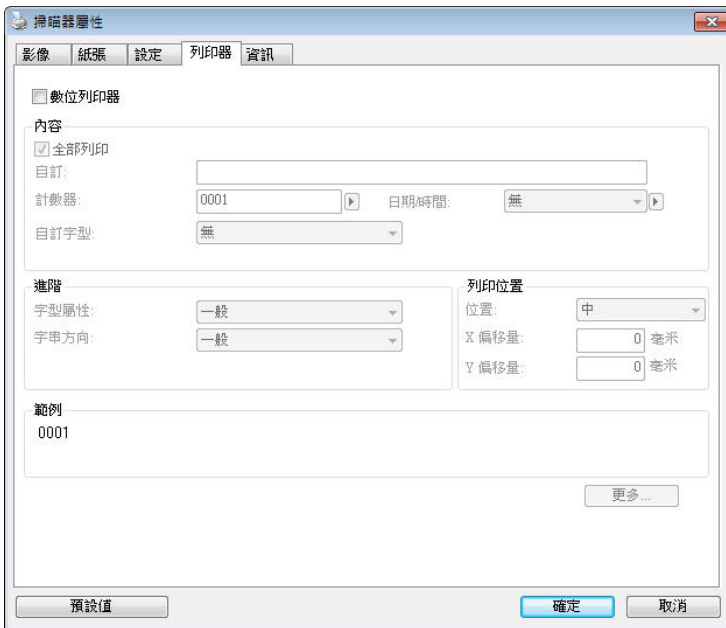 掃瞄器屬性
影像 紙張 設定 列印器 資訊
數位列印器
內容
全部列印
自訂:
計數器: 0001 日期/時間: 無
自訂字型: 無
進階
字型屬性: 一般
字串方向: 一般
列印位置
位置: 中
X 偏移量: 0 毫米
Y 偏移量: 0 毫米
範例
0001
更多...
預設值 確定 取消